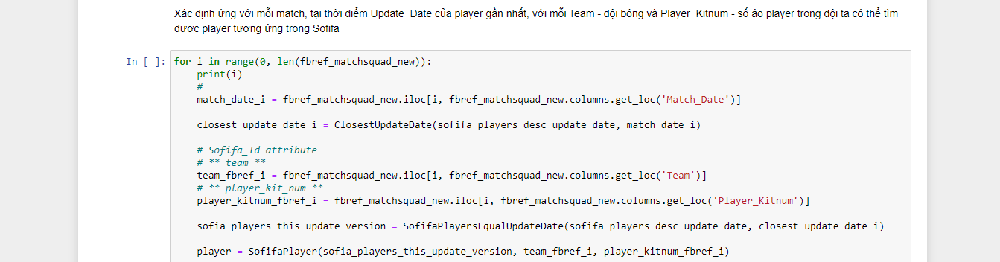 Xác định ứng với mỗi match, tại thời điểm Update_Date của player gần nhất, với mỗi Team - đội bóng và Player_Kitnum - số áo player trong đội ta có thể tìm
được player tương ứng trong Sofifa
In [ ]: for i in range(0, len(fbref_matchsquad_new)):
print(i)
#
match_date_i = fbref_matchsquad_new.iloc[i, fbref_matchsquad_new.columns.get_loc('Match_Date')]
closest_update_date_i = ClosestUpdateDate(sofifa_players_desc_update_date, match_date_i)
# Sofifa_Id attribute
# ** team **
team_fbref_i = fbref_matchsquad_new.iloc[i, fbref_matchsquad_new.columns.get_loc('Team')]
# ** player_kit_num **
player_kitnum_fbref_i = fbref_matchsquad_new.iloc[i, fbref_matchsquad_new.columns.get_loc('Player_Kitnum')]
sofia_players_this_update_version = SofifaPlayersEqualUpdateDate(sofifa_players_desc_update_date, closest_update_date_i)
player = SofifaPlayer(sofia_players_this_update_version, team_fbref_i, player_kitnum_fbref_i)